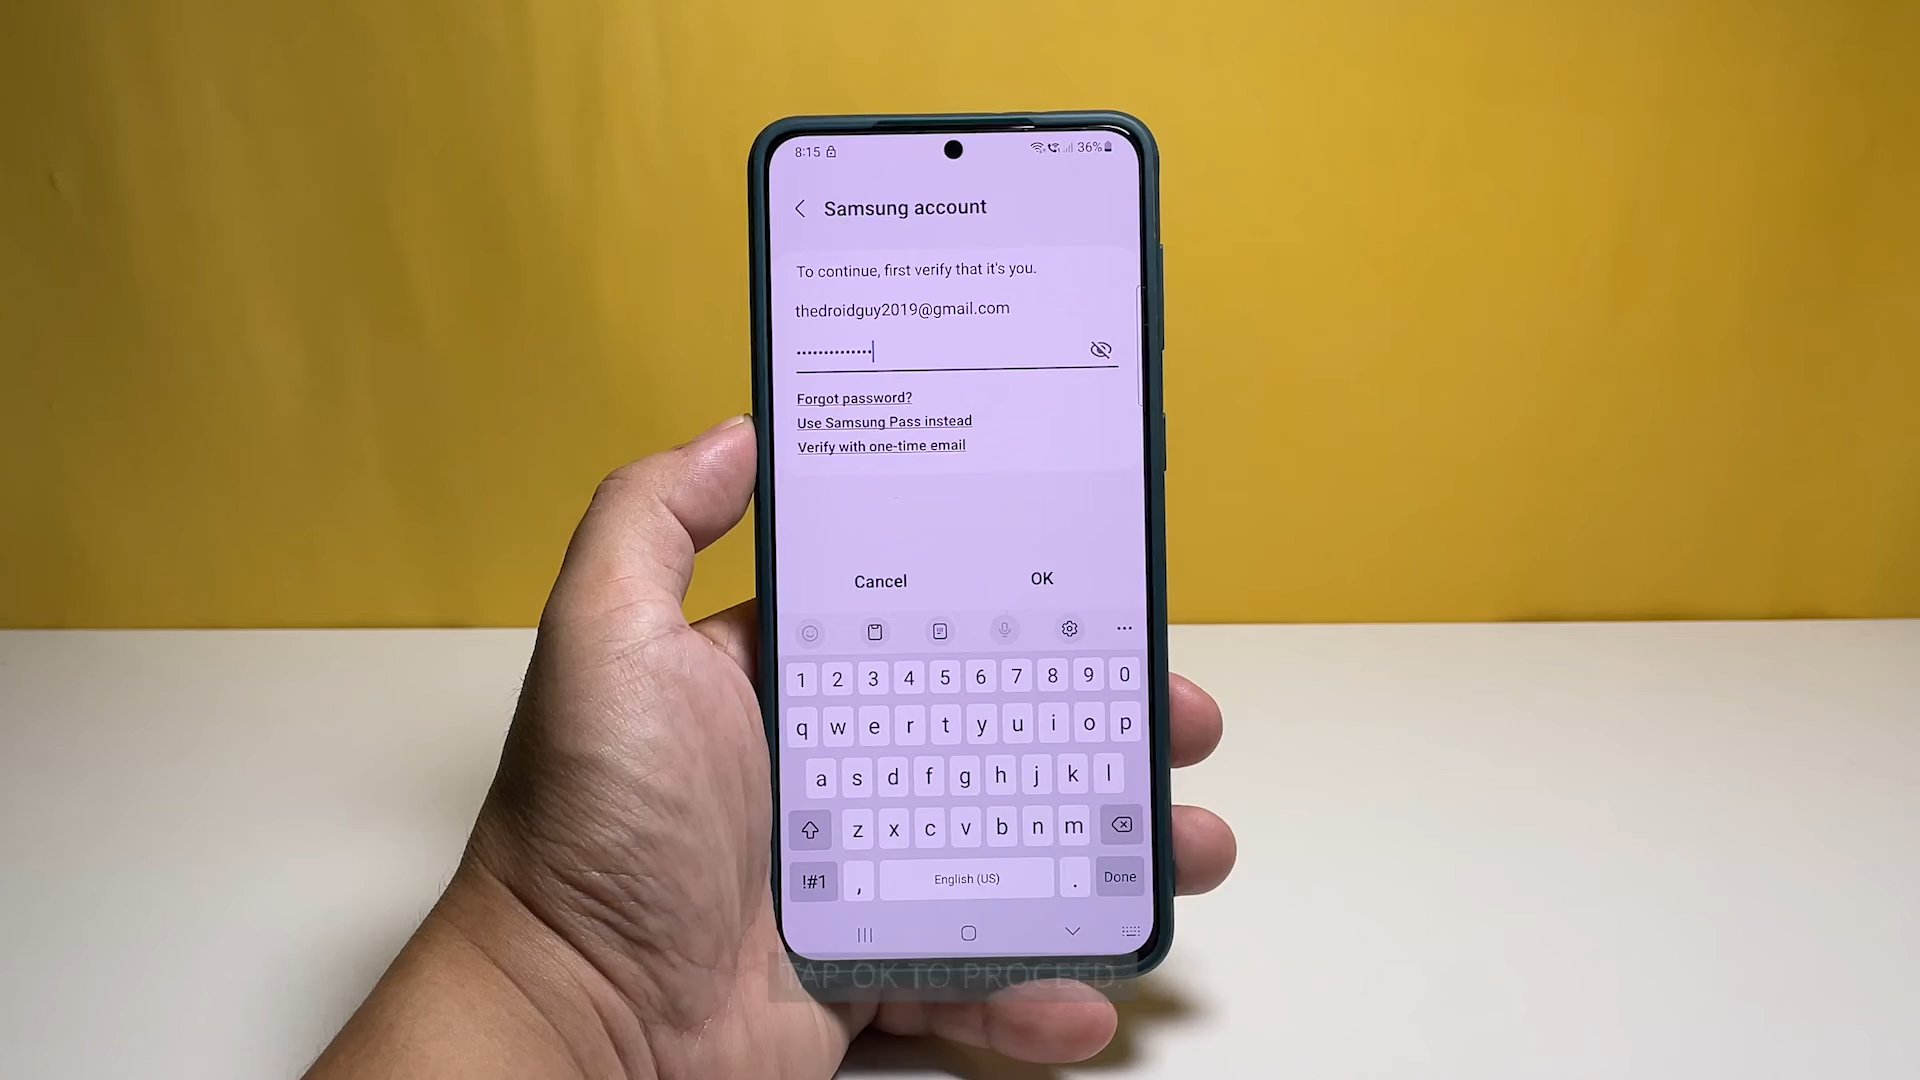 8:15
36%
Samsung account
To continue, first verify that it's you.
thedroidguy2019@gmail.com
••••••••••••••
Forgot password?
Use Samsung Pass instead
Verify with one-time email
Cancel OK
1 2 3 4 5 6 7 8 9 0
q w e r t y u i o p
a s d f g h j k l
z x c v b n m
!#1 , English (US) . Done
TAP OK TO PROCEED.